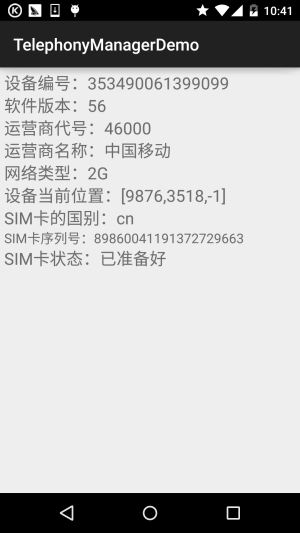 10:41
TelephonyManagerDemo
设备编号：353490061399099
软件版本：56
运营商代号：46000
运营商名称：中国移动
网络类型：2G
设备当前位置：[9876,3518,-1]
SIM卡的国别：cn
SIM卡序列号：89860041191372729663
SIM卡状态：已准备好